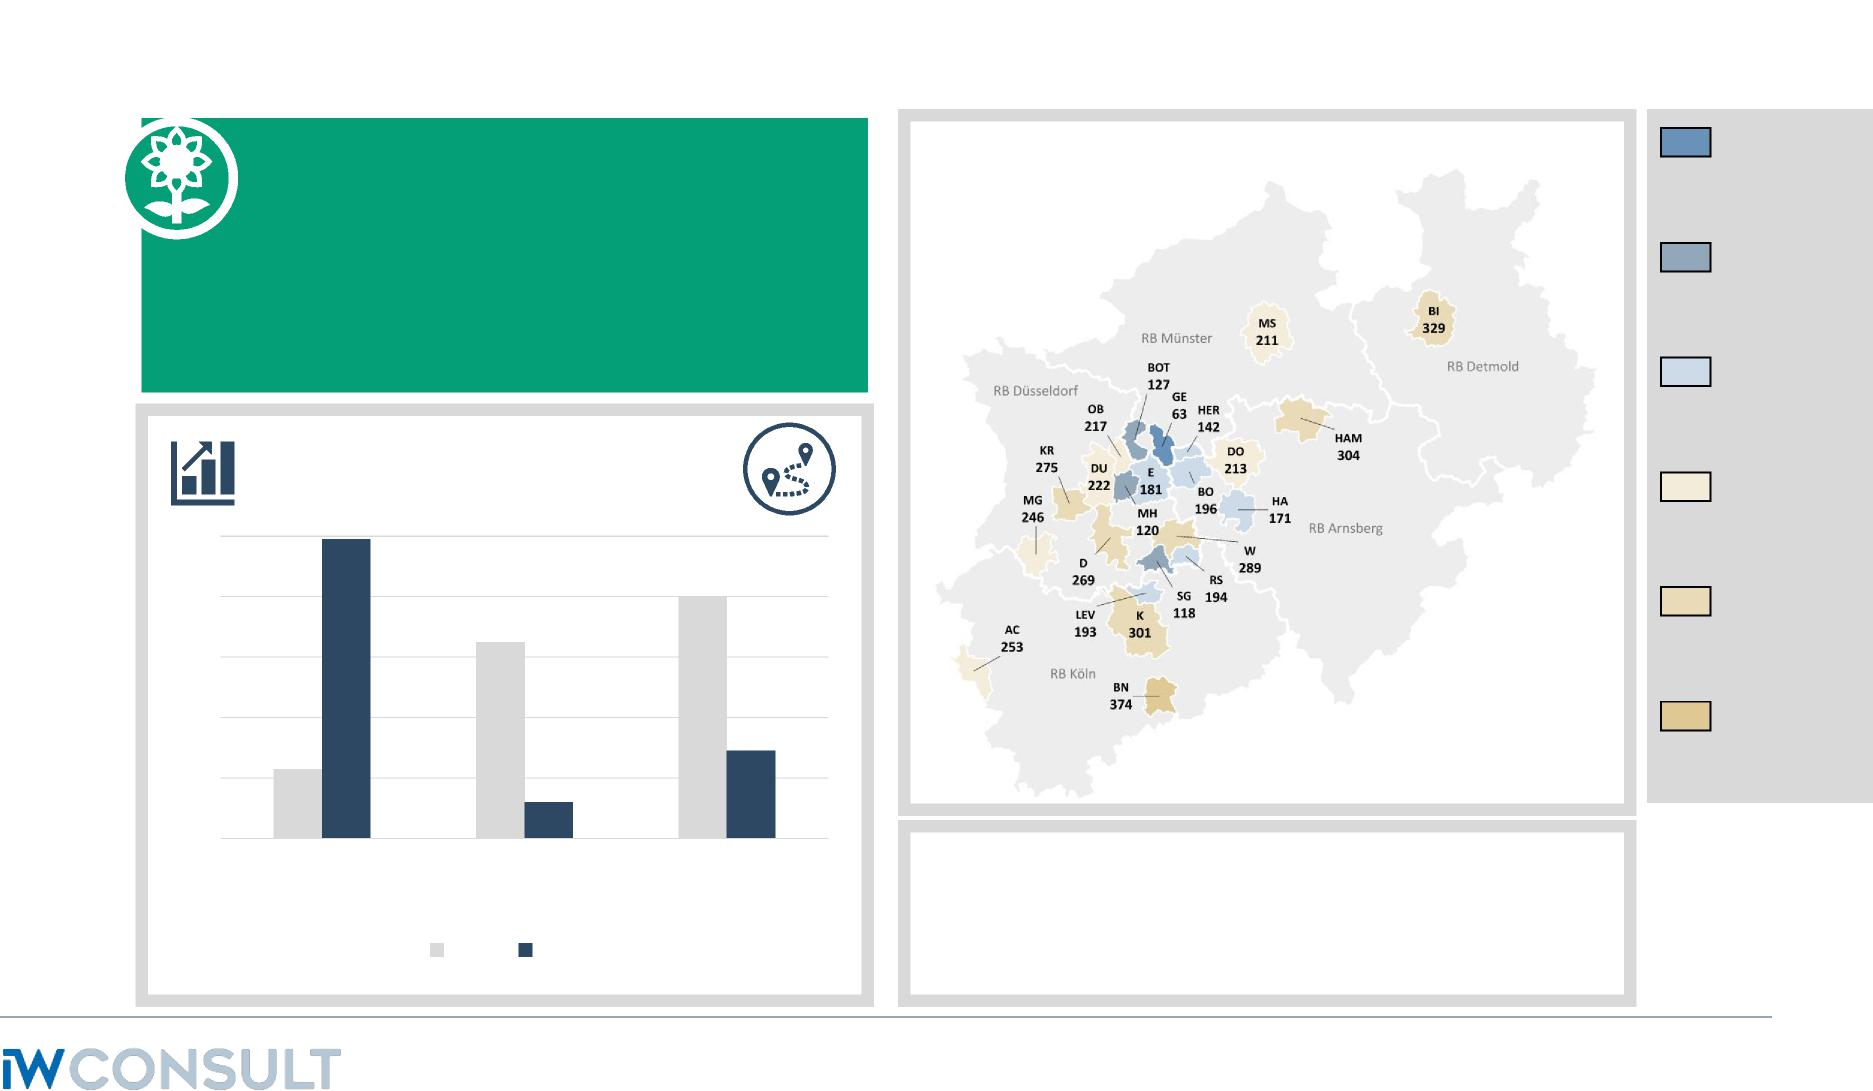 MS
211
BI
329
RB Münster
RB Detmold
BOT
127
RB Düsseldorf
GE
63
OB
217
HER
142
HAM
304
KR
275
DO
213
DU
222
E
181
MG
246
BO
196
HA
171
MH
120
RB Arnsberg
W
289
D
269
RS
194
SG
118
LEV
193
K
301
AC
253
RB Köln
BN
374
iW CONSULT